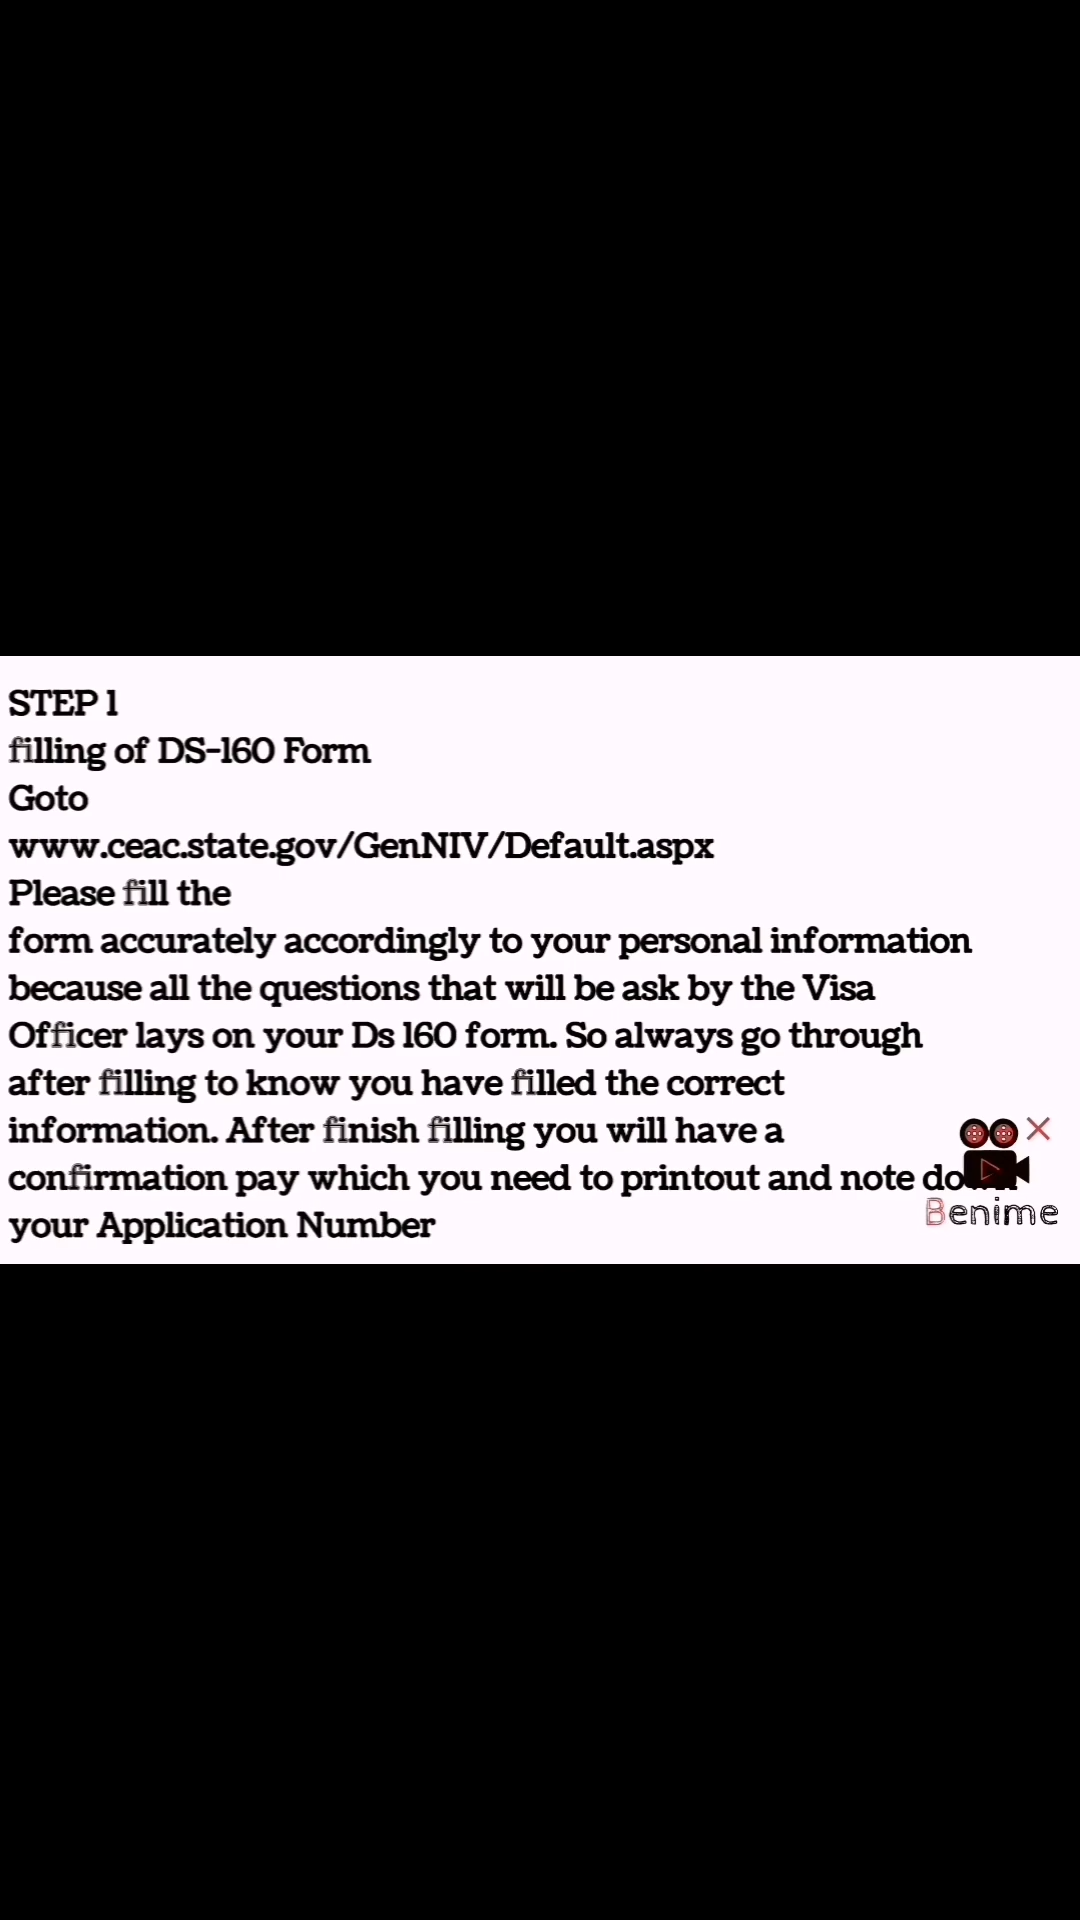 STEP 1
filling of DS-160 Form
Goto
www.ceac.state.gov/GenNIV/Default.aspx
Please fill the
form accurately accordingly to your personal information
because all the questions that will be ask by the Visa
Officer lays on your Ds 160 form. So always go through
after filling to know you have filled the correct
information. After finish filling you will have a
confirmation pay which you need to printout and note down
your Application Number
Benime